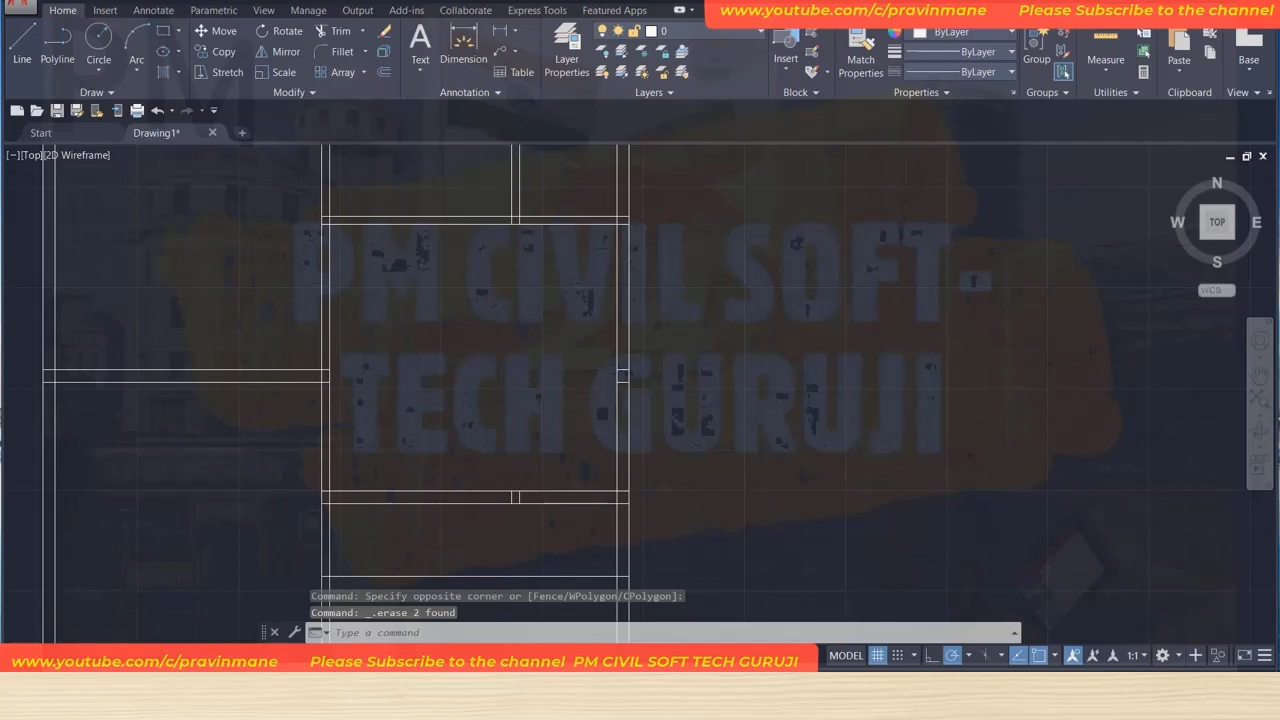 www.youtube.com/c/pravinmane Please Subscribe to the channel
Home Insert Annotate Parametric View Manage Output Add-ins Collaborate Express Tools Featured Apps
Line Polyline Circle Arc
Move Rotate Trim
Copy Mirror Fillet
Stretch Scale Array
Text Dimension Table
Layer Properties
0
Insert
Match Properties
ByLayer
ByLayer
ByLayer
Group Measure Paste Base
Draw Modify Annotation Layers Block Properties Groups Utilities Clipboard View
Start Drawing1*
[−][Top][2D Wireframe]
N
W TOP E
S
WCS
PM CIVIL SOFT-
TECH GURUJI
Command: Specify opposite corner or [Fence/WPolygon/CPolygon]:
Command: _.erase 2 found
Type a command
www.youtube.com/c/pravinmane Please Subscribe to the channel PM CIVIL SOFT TECH GURUJI
MODEL 1:1